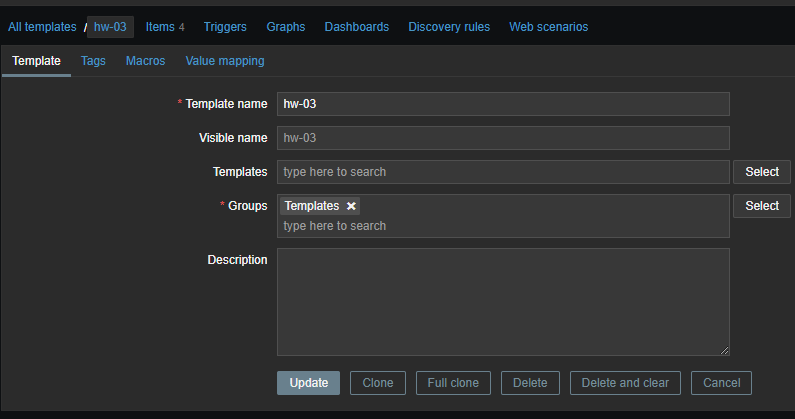 All templates / hw-03 Items 4 Triggers Graphs Dashboards Discovery rules Web scenarios
Template Tags Macros Value mapping
* Template name hw-03
Visible name hw-03
Templates type here to search Select
* Groups Templates Select
type here to search
Description
Update Clone Full clone Delete Delete and clear Cancel